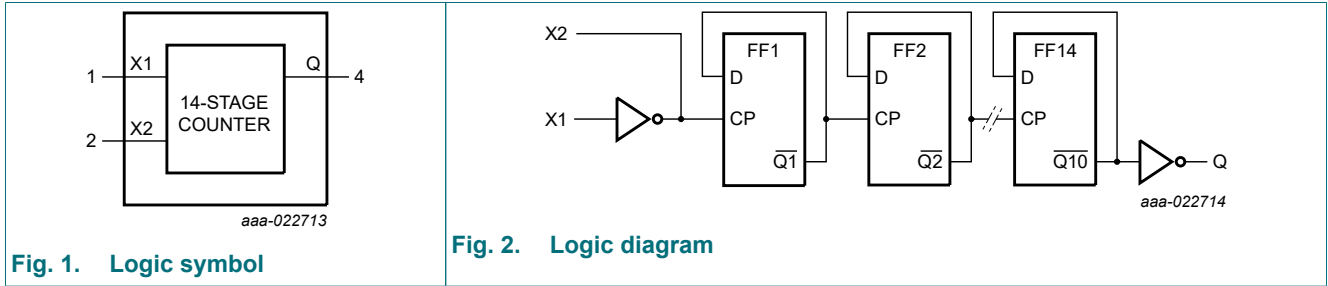 1
X1
Q
4
14-STAGE
COUNTER
2
X2
aaa-022713
Fig. 1. Logic symbol
X2
X1
FF1
D
CP
Q1
FF2
D
CP
Q2
FF14
D
CP
Q10
Q
aaa-022714
Fig. 2. Logic diagram